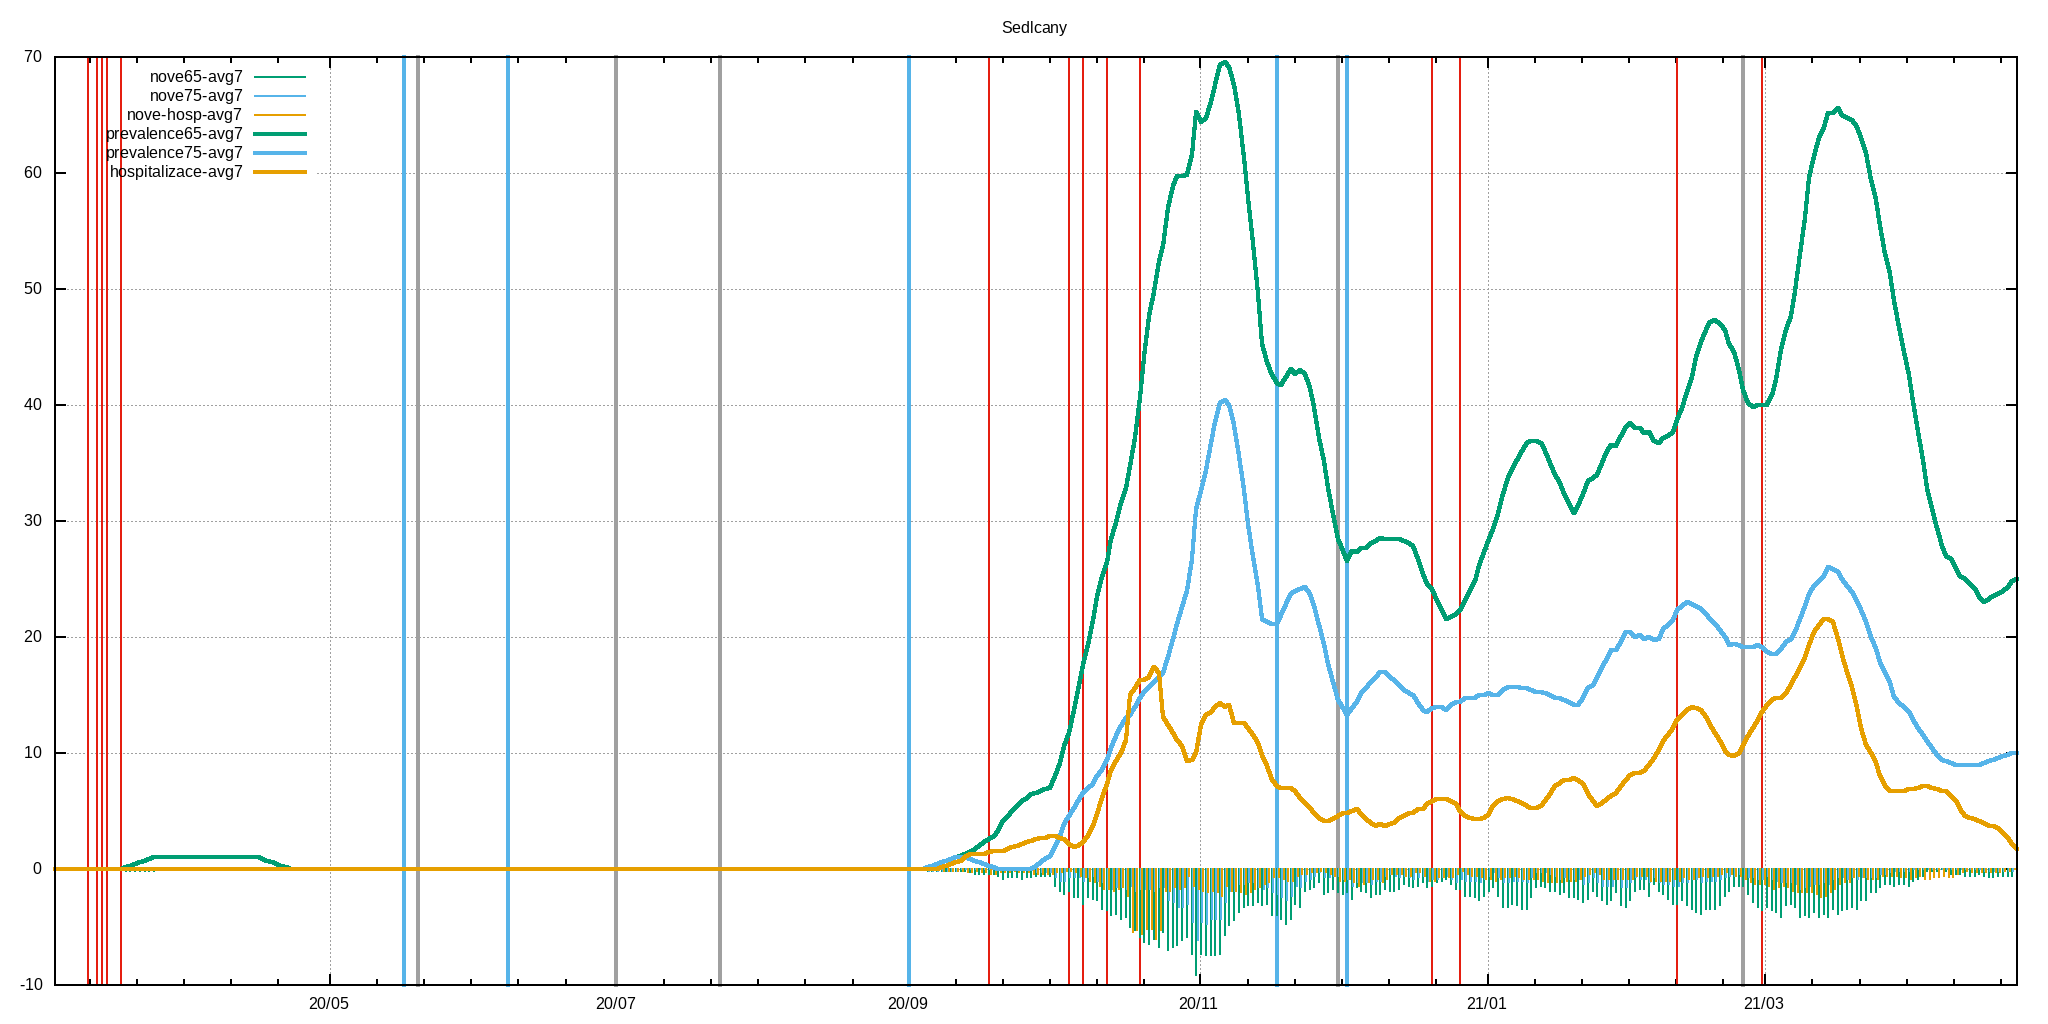 Sedlcany
70
60
50
40
30
20
10
0
-10
nove65-avg7
nove75-avg7
nove-hosp-avg7
prevalence65-avg7
prevalence75-avg7
hospitalizace-avg7
20/05 20/07 20/09 20/11 21/01 21/03